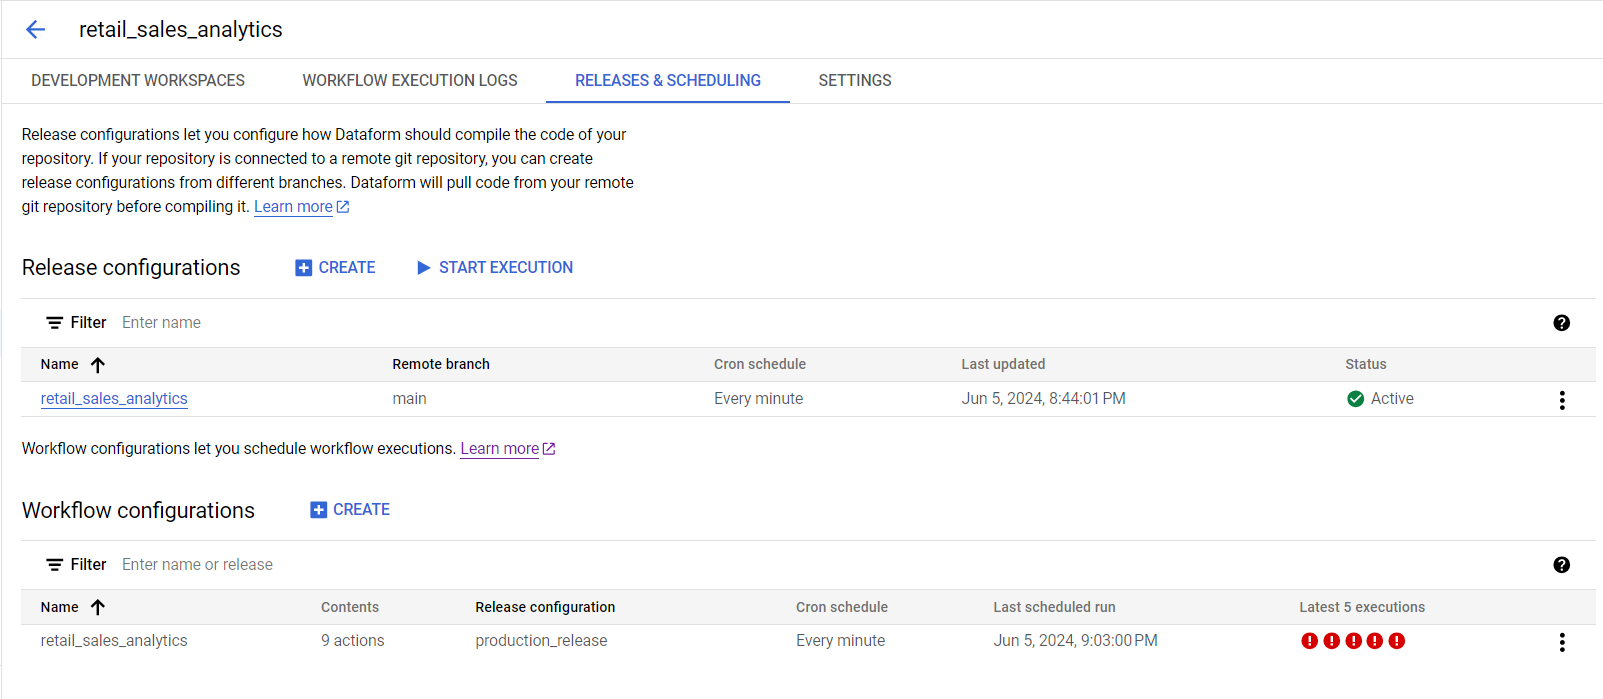 retail_sales_analytics
DEVELOPMENT WORKSPACES WORKFLOW EXECUTION LOGS RELEASES & SCHEDULING SETTINGS
Release configurations let you configure how Dataform should compile the code of your
repository. If your repository is connected to a remote git repository, you can create
release configurations from different branches. Dataform will pull code from your remote
git repository before compiling it. Learn more
Release configurations CREATE START EXECUTION
Filter Enter name
Name Remote branch Cron schedule Last updated Status
retail_sales_analytics main Every minute Jun 5, 2024, 8:44:01 PM Active
Workflow configurations let you schedule workflow executions. Learn more
Workflow configurations CREATE
Filter Enter name or release
Name Contents Release configuration Cron schedule Last scheduled run Latest 5 executions
retail_sales_analytics 9 actions production_release Every minute Jun 5, 2024, 9:03:00 PM